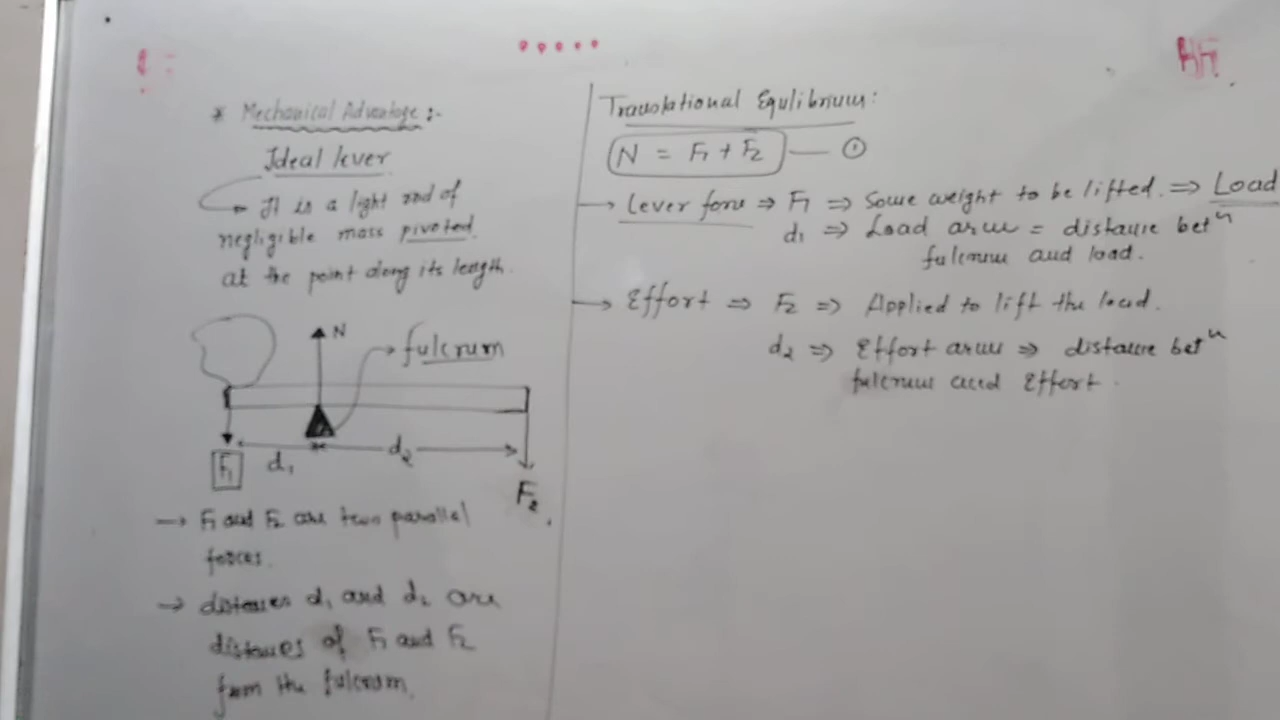 * Mechanical Advantage :-
Ideal lever
→ It is a light rod of
negligible mass pivoted
at the point along its length.
N
fulcrum
F₁
d₁
d₂
F₂
→ F₁ and F₂ are two parallel
forces.
→ distances d₁ and d₂ are
distances of F₁ and F₂
from the fulcrum.
Translational Equlibrium:
N = F₁ + F₂ — ①
→ Lever force ⇒ F₁ ⇒ Some weight to be lifted. ⇒ Load
d₁ ⇒ Load arm = distance betⁿ
fulcrum and load.
→ Effort ⇒ F₂ ⇒ Applied to lift the load.
d₂ ⇒ Effort arm ⇒ distance betⁿ
fulcrum and Effort.